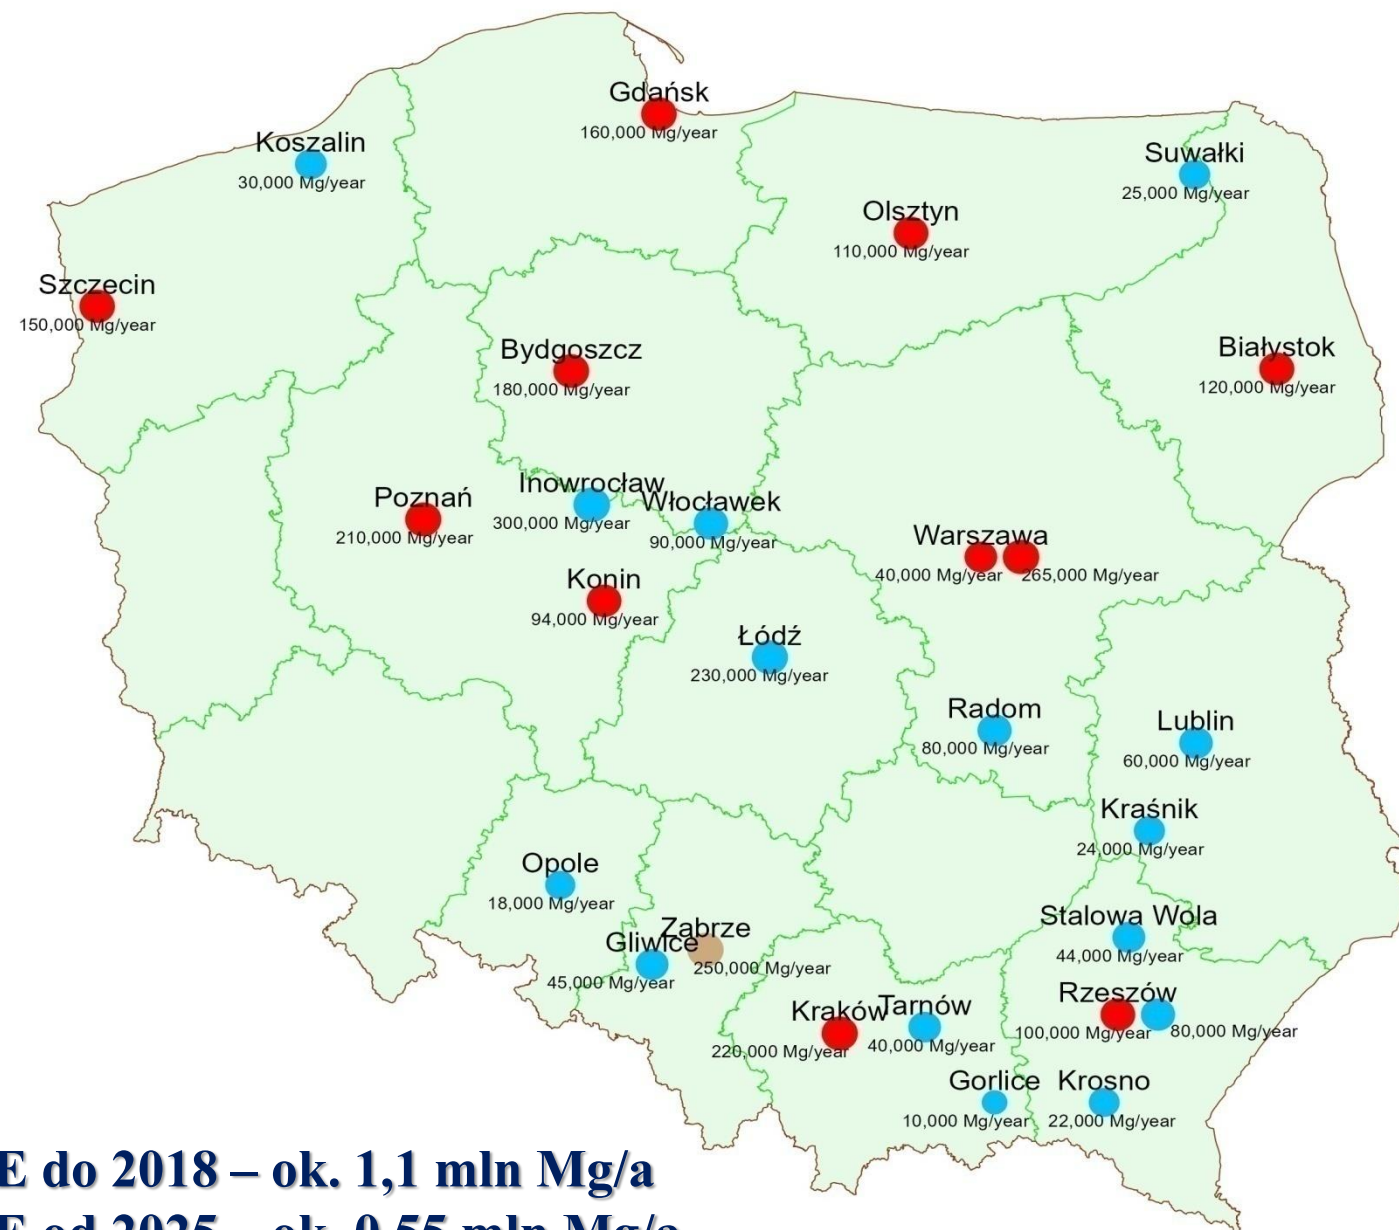 Gdańsk
160,000 Mg/year
Koszalin
30,000 Mg/year
Suwałki
25,000 Mg/year
Olsztyn
110,000 Mg/year
Szczecin
150,000 Mg/year
Bydgoszcz
180,000 Mg/year
Białystok
120,000 Mg/year
Inowrocław
300,000 Mg/year
Włocławek
90,000 Mg/year
Poznań
210,000 Mg/year
Warszawa
40,000 Mg/year
265,000 Mg/year
Konin
94,000 Mg/year
Łódź
230,000 Mg/year
Radom
80,000 Mg/year
Lublin
60,000 Mg/year
Kraśnik
24,000 Mg/year
Opole
18,000 Mg/year
Zabrze
250,000 Mg/year
Gliwice
45,000 Mg/year
Stalowa Wola
44,000 Mg/year
Rzeszów
100,000 Mg/year
80,000 Mg/year
Kraków
220,000 Mg/year
Tarnów
40,000 Mg/year
Gorlice
10,000 Mg/year
Krosno
22,000 Mg/year
E do 2018 – ok. 1,1 mln Mg/a
E od 2025 – ok. 0,55 mln Mg/a